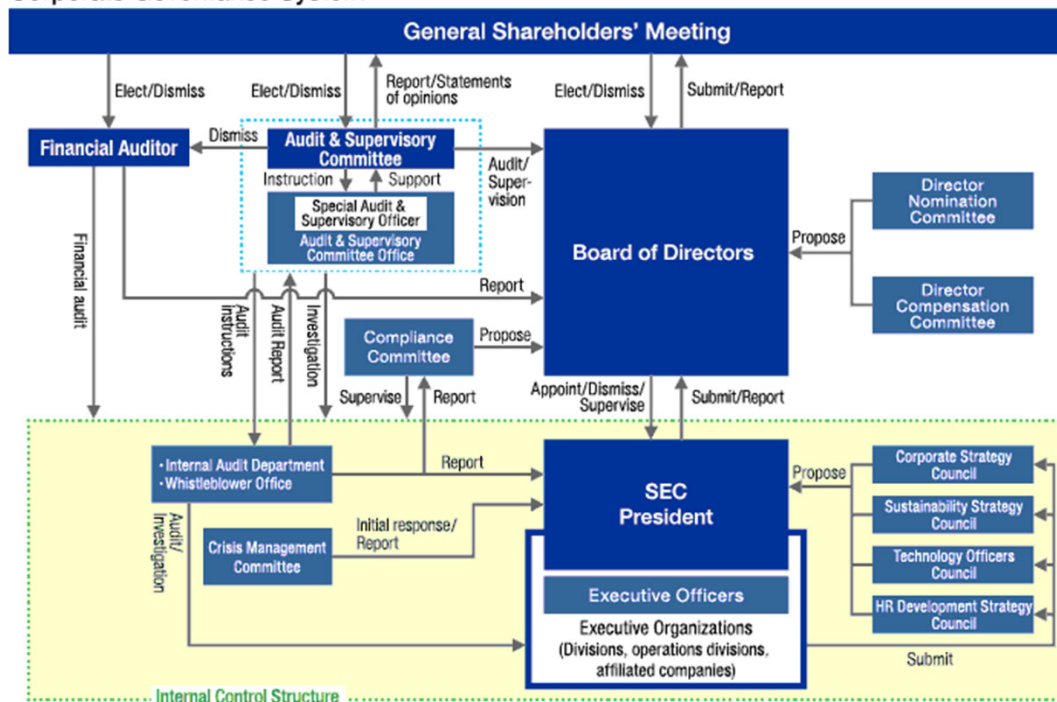 General Shareholders' Meeting
Elect/Dismiss
Elect/Dismiss
Report/Statements
of opinions
Elect/Dismiss
Submit/Report
Financial Auditor
Dismiss
Audit & Supervisory
Committee
Audit/
Super-
vision
Instruction
Support
Special Audit &
Supervisory Officer
Audit & Supervisory
Committee Office
Board of Directors
Director
Nomination
Committee
Propose
Director
Compensation
Committee
Financial audit
Report
Audit
instructions
Audit Report
Investigation
Compliance
Committee
Propose
Supervise
Report
Appoint/Dismiss/
Supervise
Submit/Report
・Internal Audit Department
・Whistleblower Office
Report
SEC
President
Propose
Corporate Strategy
Council
Sustainability Strategy
Council
Technology Officers
Council
HR Development Strategy
Council
Audit/
Investigation
Initial response/
Report
Crisis Management
Committee
Executive Officers
Executive Organizations
(Divisions, operations divisions,
affiliated companies)
Submit
Internal Control Structure